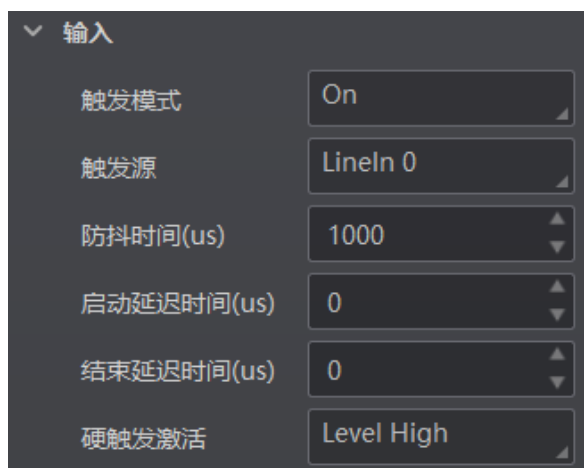 输入
触发模式 On
触发源 LineIn 0
防抖时间(us) 1000
启动延迟时间(us) 0
结束延迟时间(us) 0
硬触发激活 Level High